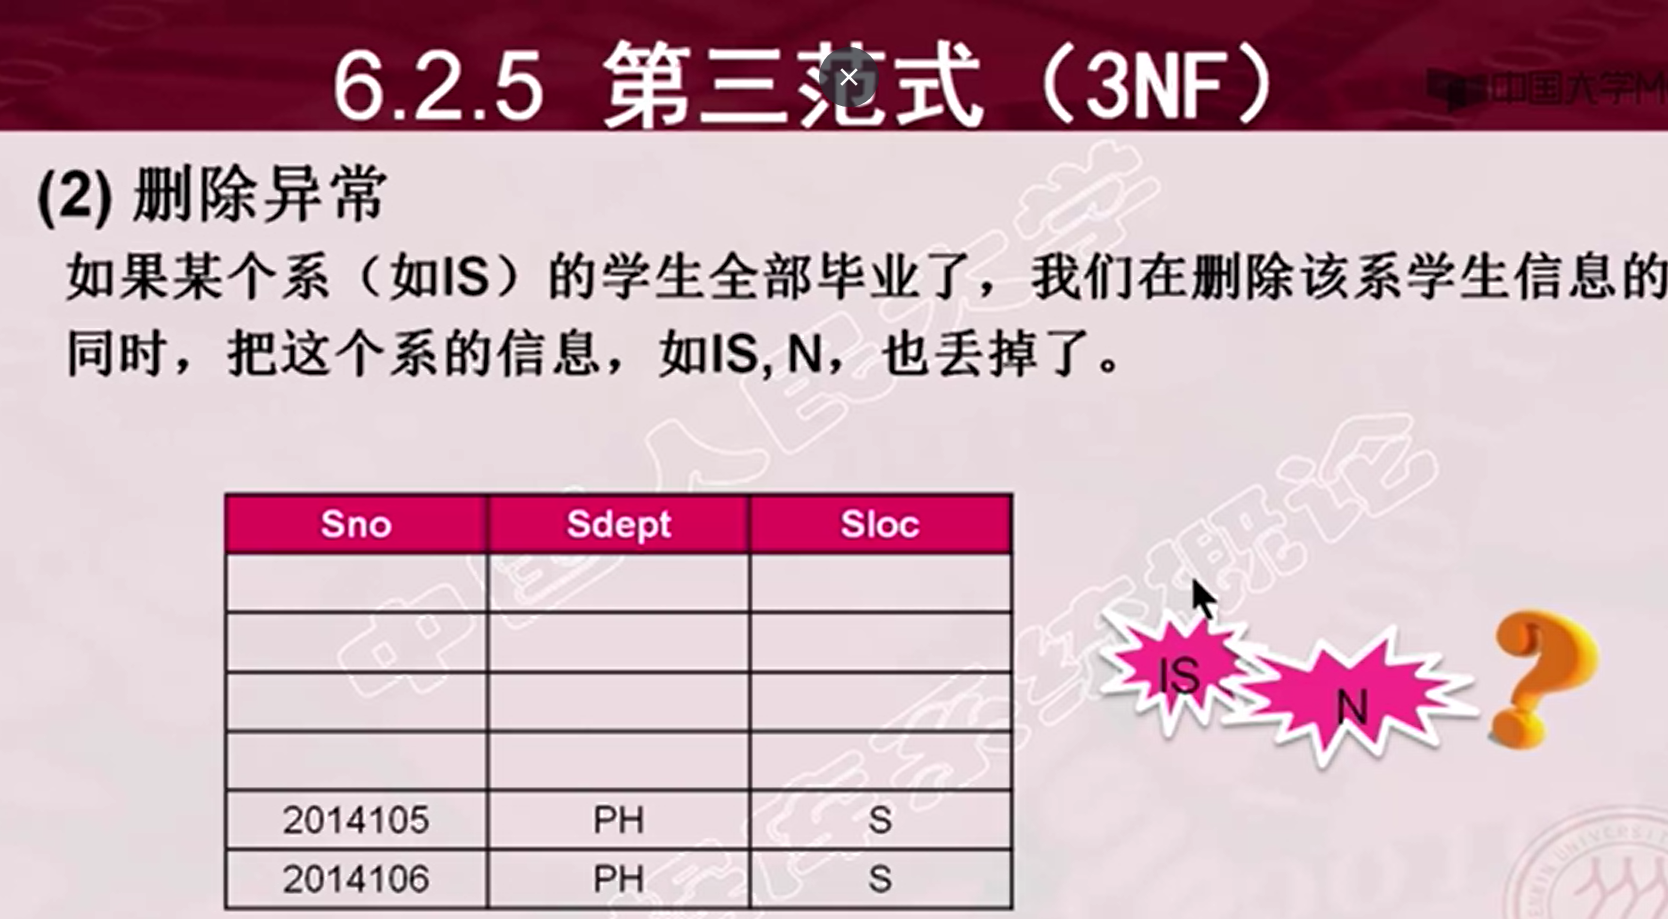 6.2.5 第三范式（3NF）
中国大学M
(2) 删除异常
如果某个系（如IS）的学生全部毕业了，我们在删除该系学生信息的
同时，把这个系的信息，如IS, N，也丢掉了。
中国人民大学
数据库系统概论
Sno Sdept Sloc
2014105 PH S
2014106 PH S
IS
N
?